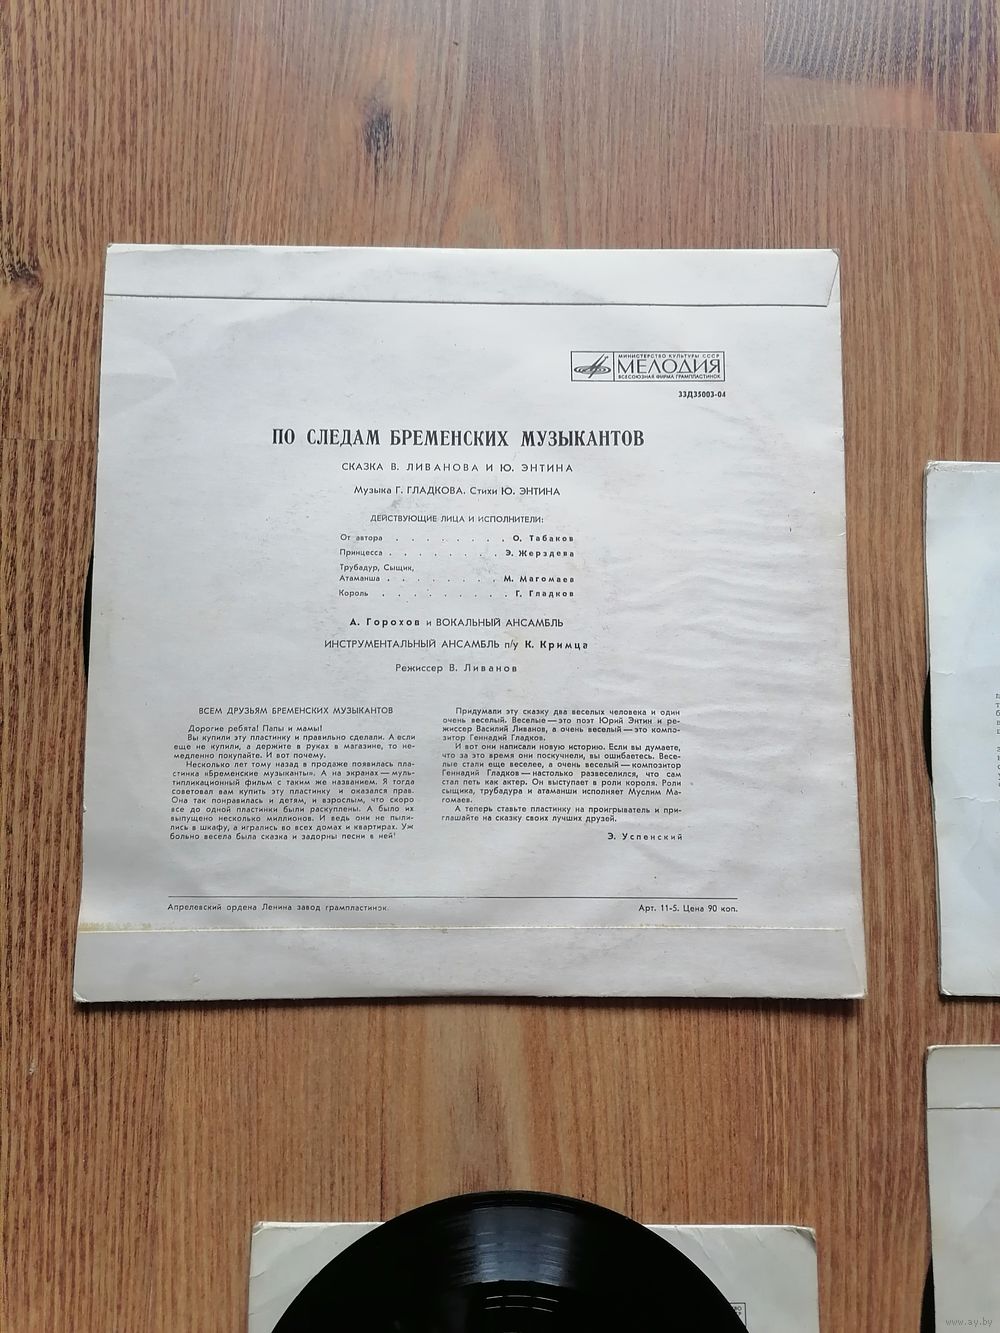 МИНИСТЕРСТВО КУЛЬТУРЫ СССР
МЕЛОДИЯ
ВСЕСОЮЗНАЯ ФИРМА ГРАМПЛАСТИНОК
33Д35003-04
ПО СЛЕДАМ БРЕМЕНСКИХ МУЗЫКАНТОВ
СКАЗКА В. ЛИВАНОВА И Ю. ЭНТИНА
Музыка Г. ГЛАДКОВА. Стихи Ю. ЭНТИНА
ДЕЙСТВУЮЩИЕ ЛИЦА И ИСПОЛНИТЕЛИ:
От автора . . . . . . . . О. Табаков
Принцесса . . . . . . . . Э. Жерздева
Трубадур, Сыщик,
Атаманша . . . . . . . . М. Магомаев
Король . . . . . . . . . Г. Гладков
А. Горохов и ВОКАЛЬНЫЙ АНСАМБЛЬ
ИНСТРУМЕНТАЛЬНЫЙ АНСАМБЛЬ п/у К. Кримца
Режиссер В. Ливанов
ВСЕМ ДРУЗЬЯМ БРЕМЕНСКИХ МУЗЫКАНТОВ
Дорогие ребята! Папы и мамы!
Вы купили эту пластинку и правильно сделали. А если
еще не купили, а держите в руках в магазине, то не-
медленно покупайте. И вот почему.
Несколько лет тому назад в продаже появилась пла-
стинка «Бременские музыканты». А на экранах — муль-
типликационный фильм с таким же названием. Я тогда
советовал вам купить эту пластинку и оказался прав.
Она так понравилась и детям, и взрослым, что скоро
все до одной пластинки были раскуплены. А было их
выпущено несколько миллионов. И ведь они не пыли-
лись в шкафу, а игрались во всех домах и квартирах. Уж
больно весела была сказка и задорны песни в ней!
Придумали эту сказку два веселых человека и один
очень веселый. Веселые — это поэт Юрий Энтин и ре-
жиссер Василий Ливанов, а очень веселый — это компо-
зитор Геннадий Гладков.
И вот они написали новую историю. Если вы думаете,
что за это время они поскучнели, вы ошибаетесь. Весе-
лые стали еще веселее, а очень веселый — композитор
Геннадий Гладков — настолько развеселился, что сам
стал петь как актер. Он выступает в роли короля. Роли
сыщика, трубадура и атаманши исполняет Муслим Ма-
гомаев.
А теперь ставьте пластинку на проигрыватель и при-
глашайте на сказку своих лучших друзей.
Э. Успенский
Апрелевский ордена Ленина завод грампластинок.
Арт. 11-5. Цена 90 коп.
www.ay.by